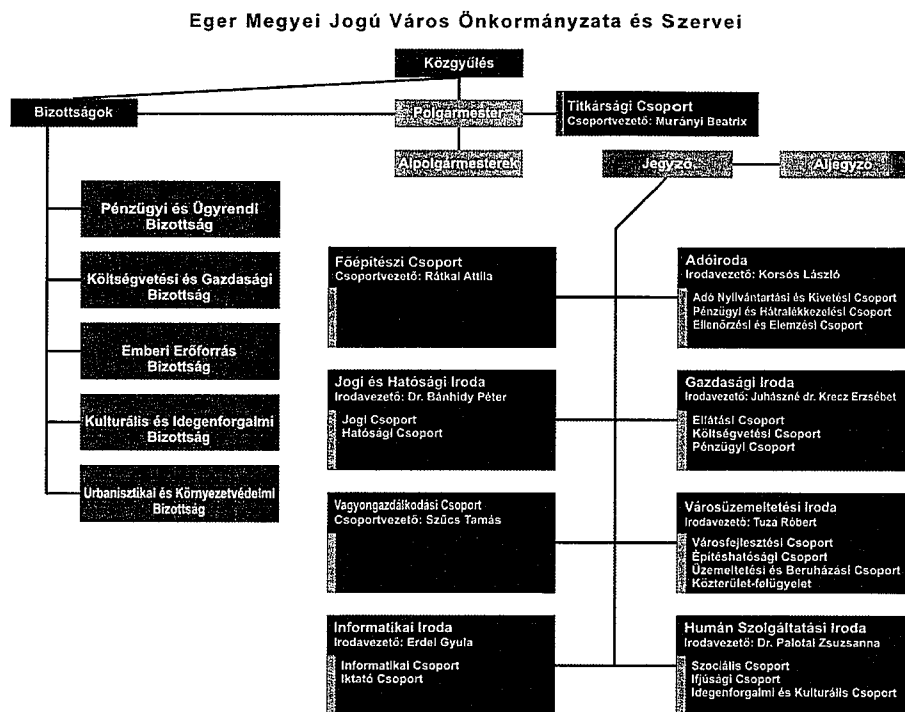 Eger Megyei Jogú Város Önkormányzata és Szervei
Közgyűlés
Bizottságok
Polgármester
Titkársági Csoport
Csoportvezető: Murányi Beatrix
Alpolgármesterek
Jegyző
Aljegyző
Pénzügyi és Ügyrendi
Bizottság
Költségvetési és Gazdasági
Bizottság
Emberi Erőforrás
Bizottság
Kulturális és Idegenforgalmi
Bizottság
Urbanisztikai és Környezetvédelmi
Bizottság
Főépítészi Csoport
Csoportvezető: Rátkai Attila
Jogi és Hatósági Iroda
Irodavezető: Dr. Bánhidy Péter
Jogi Csoport
Hatósági Csoport
Vagyongazdálkodási Csoport
Csoportvezető: Szűcs Tamás
Informatikai Iroda
Irodavezető: Erdei Gyula
Informatikai Csoport
Iktató Csoport
Adóiroda
Irodavezető: Korsós László
Adó Nyilvántartási és Kivetési Csoport
Pénzügyi és Hátralékkezelési Csoport
Ellenőrzési és Elemzési Csoport
Gazdasági Iroda
Irodavezető: Juhászné dr. Krecz Erzsébet
Ellátási Csoport
Költségvetési Csoport
Pénzügyi Csoport
Városüzemeltetési Iroda
Irodavezető: Tuza Róbert
Városfejlesztési Csoport
Építéshatósági Csoport
Üzemeltetési és Beruházási Csoport
Közterület-felügyelet
Humán Szolgáltatási Iroda
Irodavezető: Dr. Palotai Zsuzsanna
Szociális Csoport
Ifjúsági Csoport
Idegenforgalmi és Kulturális Csoport